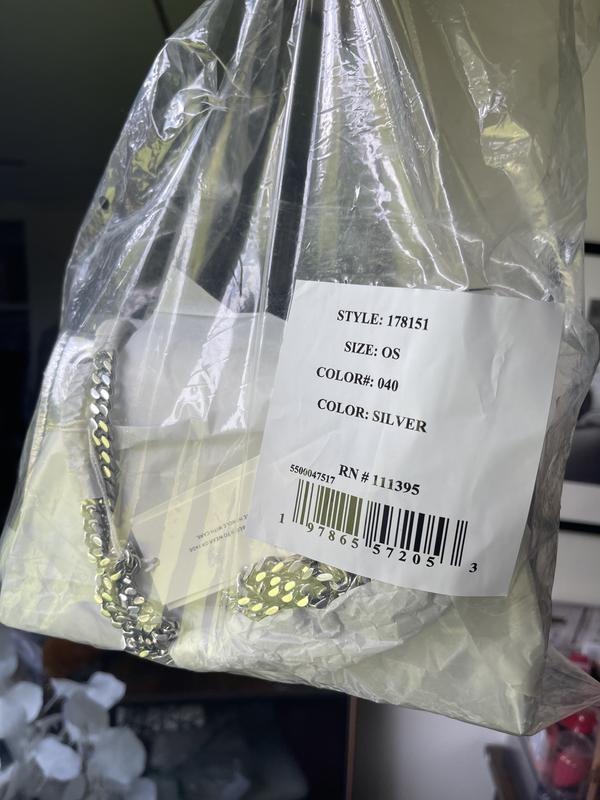 STYLE: 178151
SIZE: OS
COLOR#: 040
COLOR: SILVER
RN # 111395
5500047517
1 97865 57205 3